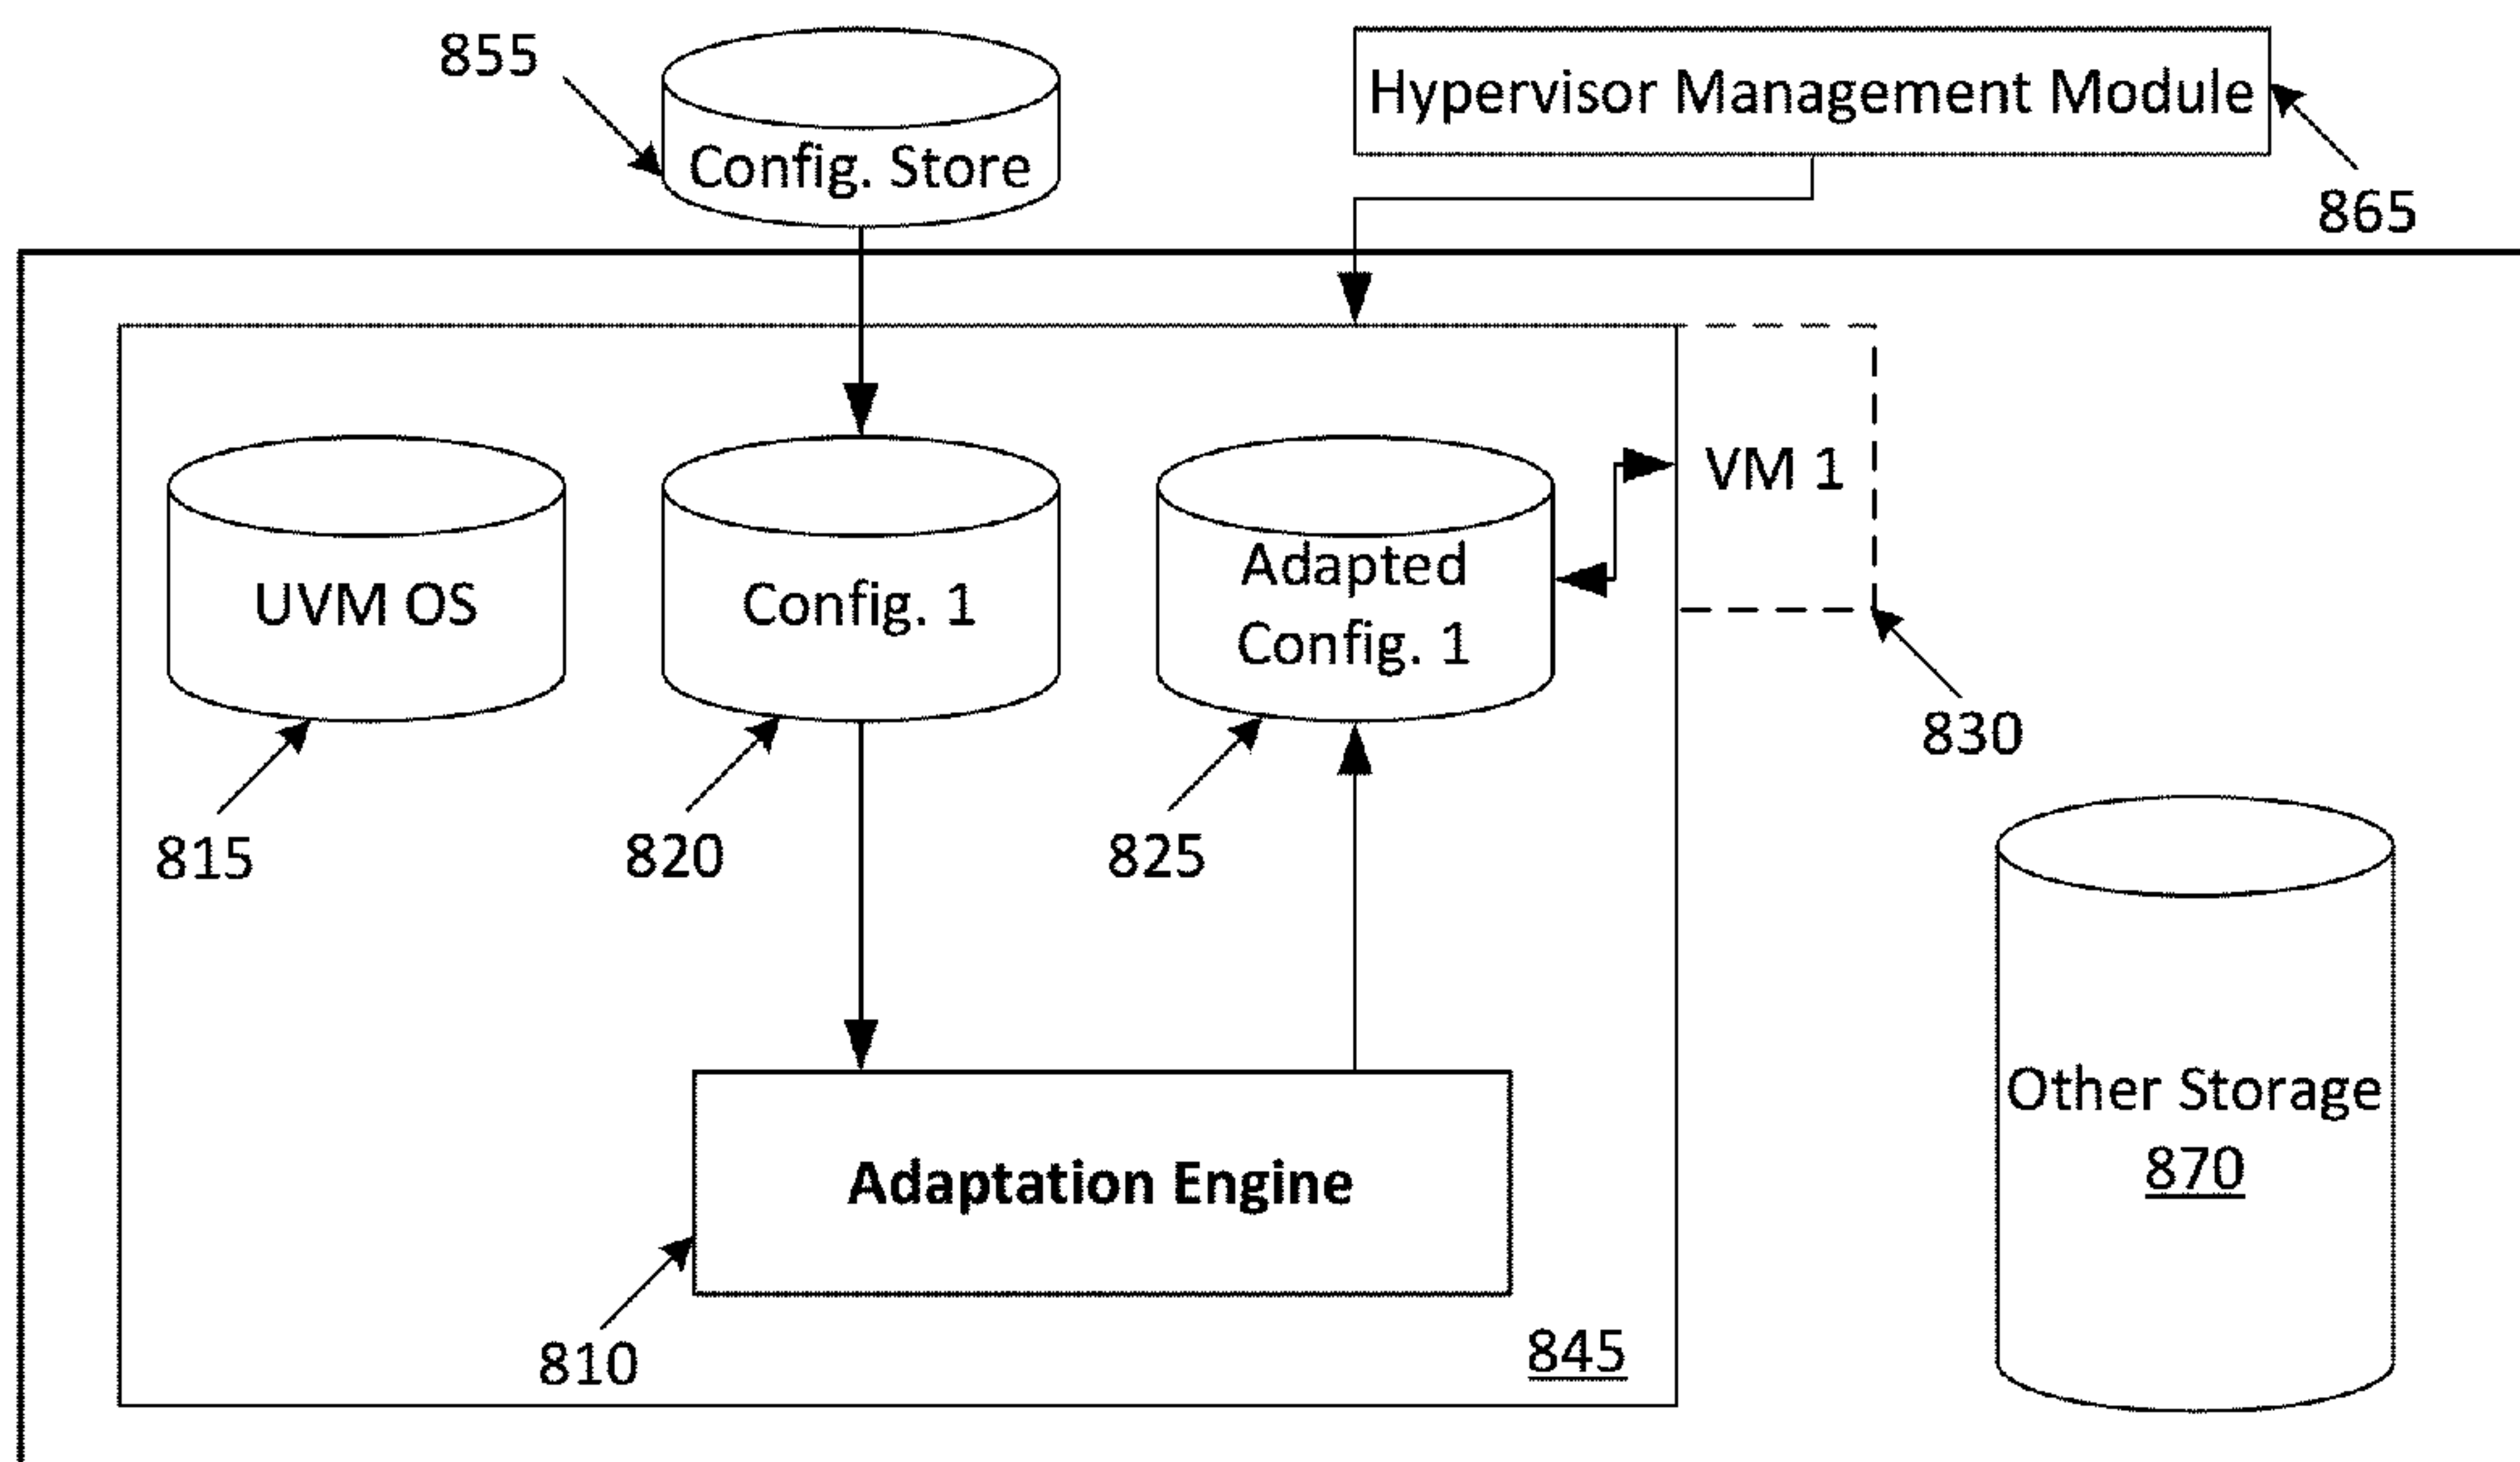 855
Config. Store
Hypervisor Management Module
865
UVM OS
Config. 1
Adapted
Config. 1
VM 1
830
815
820
825
Other Storage
870
Adaptation Engine
810
845